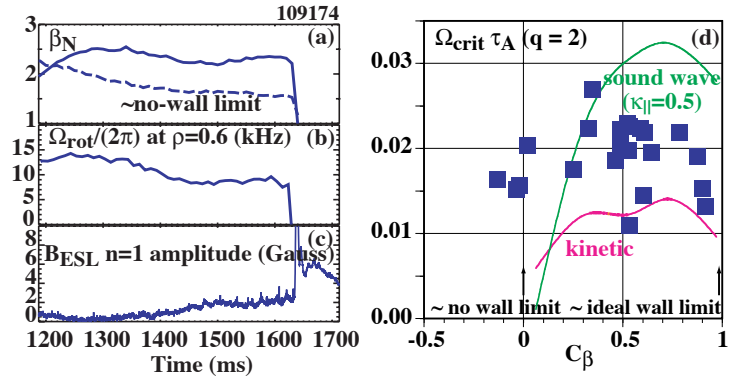 109174
3
β_N
(a)
2
~no-wall limit
1
Ω_rot/(2π) at ρ=0.6 (kHz)
(b)
15
10
5
0
B_ESL n=1 amplitude (Gauss)
(c)
8
6
4
2
0
1200 1300 1400 1500 1600 1700
Time (ms)
Ω_crit τ_A (q = 2)
(d)
0.03
0.02
0.01
0.00
sound wave
(κ_||=0.5)
kinetic
~ no wall limit
~ ideal wall limit
-0.5 0 0.5 1
C_β